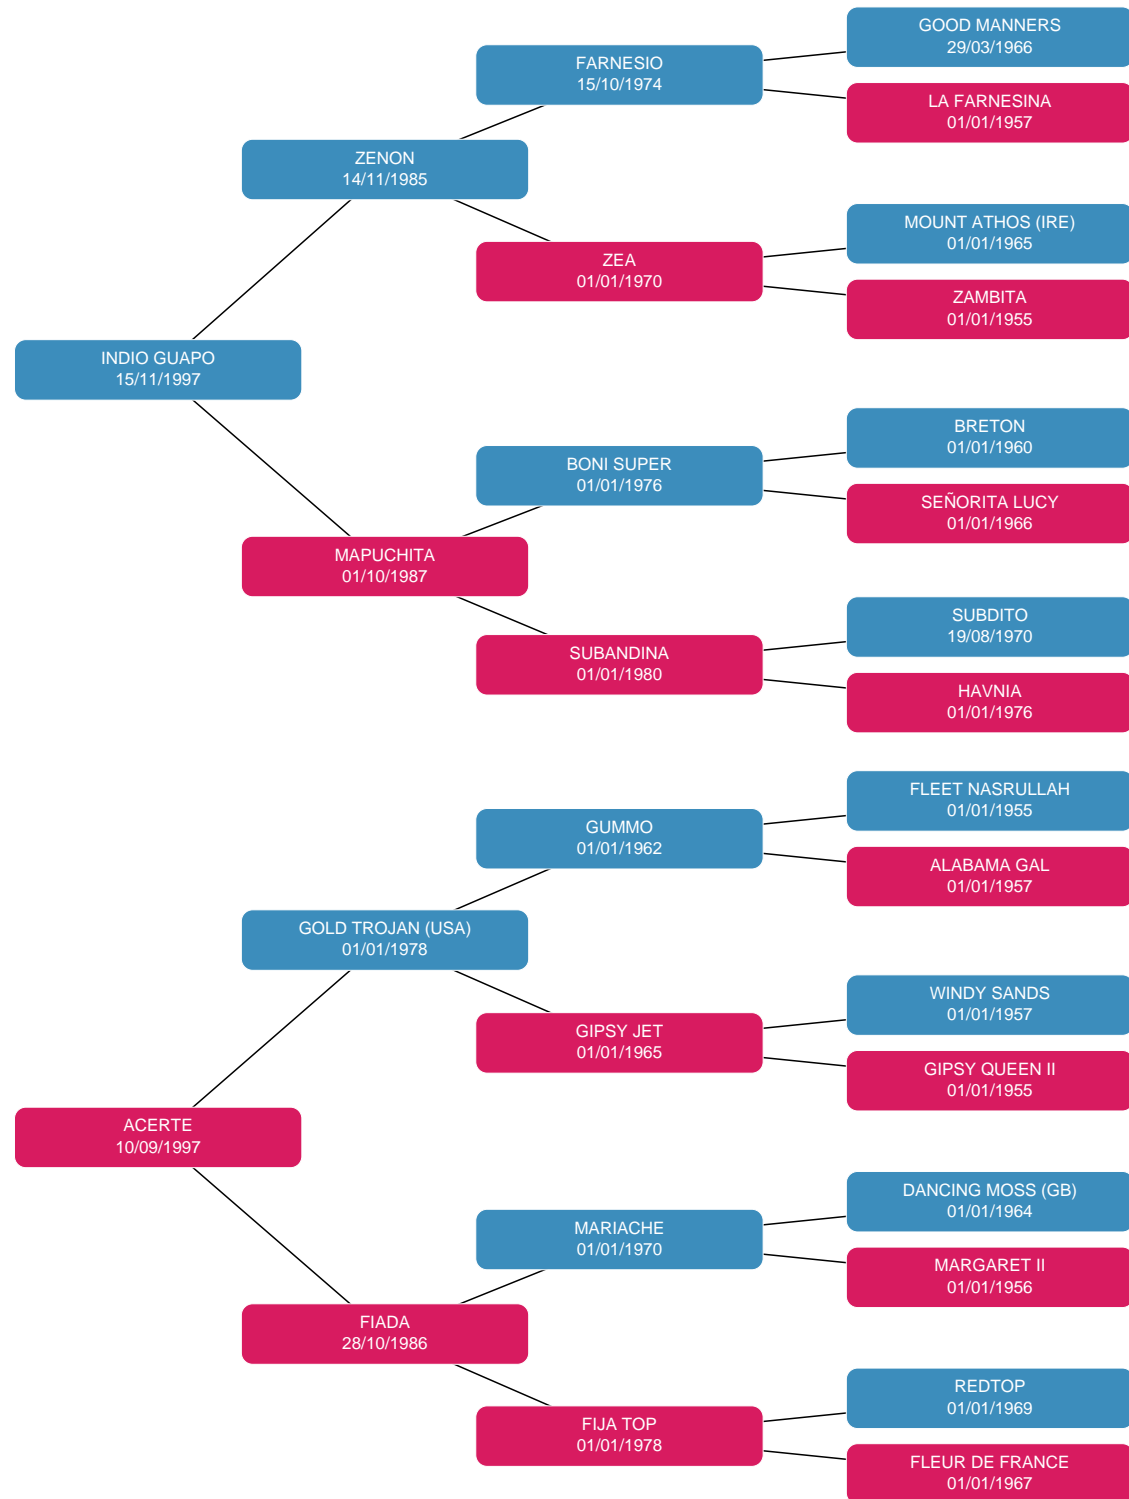 GOOD MANNERS
29/03/1966
FARNESIO
15/10/1974
LA FARNESINA
01/01/1957
ZENON
14/11/1985
MOUNT ATHOS (IRE)
01/01/1965
ZEA
01/01/1970
ZAMBITA
01/01/1955
INDIO GUAPO
15/11/1997
BRETON
01/01/1960
BONI SUPER
01/01/1976
SEÑORITA LUCY
01/01/1966
MAPUCHITA
01/10/1987
SUBDITO
19/08/1970
SUBANDINA
01/01/1980
HAVNIA
01/01/1976
FLEET NASRULLAH
01/01/1955
GUMMO
01/01/1962
ALABAMA GAL
01/01/1957
GOLD TROJAN (USA)
01/01/1978
WINDY SANDS
01/01/1957
GIPSY JET
01/01/1965
GIPSY QUEEN II
01/01/1955
ACERTE
10/09/1997
DANCING MOSS (GB)
01/01/1964
MARIACHE
01/01/1970
MARGARET II
01/01/1956
FIADA
28/10/1986
REDTOP
01/01/1969
FIJA TOP
01/01/1978
FLEUR DE FRANCE
01/01/1967